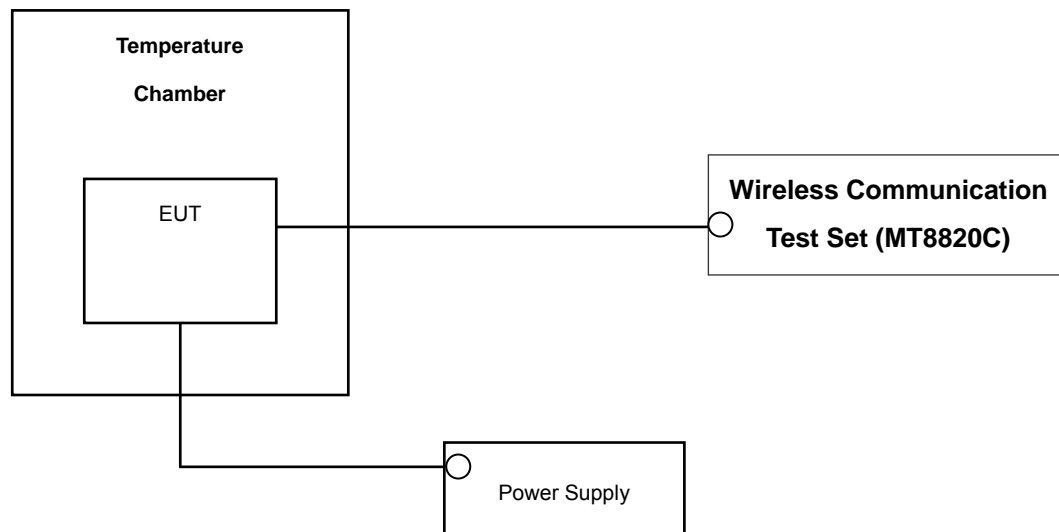 Temperature
Chamber
EUT
Wireless Communication
Test Set (MT8820C)
Power Supply